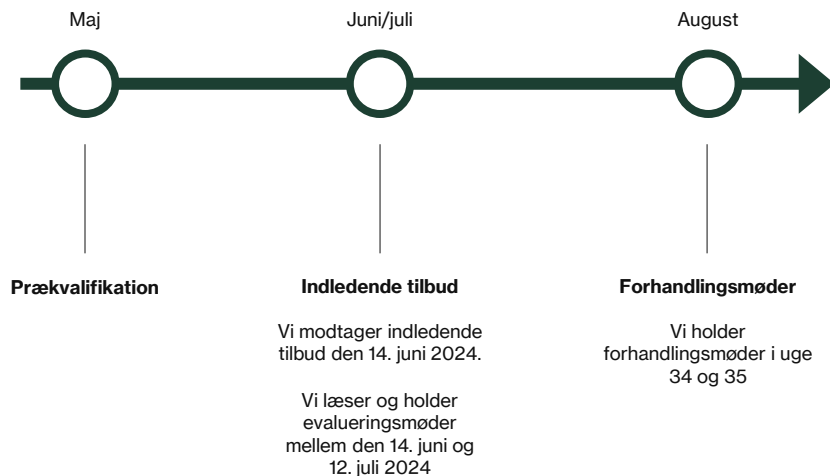 Maj
Juni/juli
August
Prækvalifikation
Indledende tilbud
Vi modtager indledende
tilbud den 14. juni 2024.
Vi læser og holder
evalueringsmøder
mellem den 14. juni og
12. juli 2024
Forhandlingsmøder
Vi holder
forhandlingsmøder i uge
34 og 35